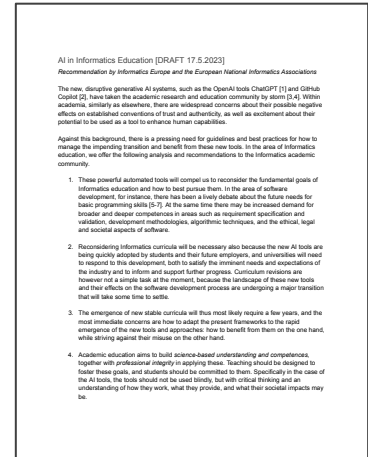 AI in Informatics Education [DRAFT 17.5.2023]
Recommendation by Informatics Europe and the European National Informatics Associations
The new, disruptive generative AI systems, such as the OpenAI tools ChatGPT [1] and GitHub
Copilot [2], have taken the academic research and education community by storm [3,4]. Within
academia, similarly as elsewhere, there are widespread concerns about their possible negative
effects on established conventions of trust and authenticity, as well as excitement about their
potential to be used as a tool to enhance human capabilities.
Against this background, there is a pressing need for guidelines and best practices for how to
manage the impending transition and benefit from these new tools. In the area of Informatics
education, we offer the following analysis and recommendations to the Informatics academic
community.
1. These powerful automated tools will compel us to reconsider the fundamental goals of
Informatics education and how to best pursue them. In the area of software
development, for instance, there has been a lively debate about the future needs for
basic programming skills [5-7]. At the same time there may be increased demand for
broader and deeper competences in areas such as requirement specification and
validation, development methodologies, algorithmic techniques, and the ethical, legal
and societal aspects of software.
2. Reconsidering Informatics curricula will be necessary also because the new AI tools are
being quickly adopted by students and their future employers, and universities will need
to respond to this development, both to satisfy the imminent needs and expectations of
the industry and to inform and support further progress. Curriculum revisions are
however not a simple task at the moment, because the landscape of these new tools
and their effects on the software development process are undergoing a major transition
that will take some time to settle.
3. The emergence of new stable curricula will thus most likely require a few years, and the
most immediate concerns are how to adapt the present frameworks to the rapid
emergence of the new tools and approaches: how to benefit from them on the one hand,
while striving against their misuse on the other.
4. Academic education aims to build science-based understanding and competences,
together with professional integrity in applying these. Teaching should be designed to
foster these goals, and students should be committed to them. Specifically in the case of
the AI tools, the tools should not be used blindly, but with critical thinking and an
understanding of how they work, what they provide, and what their societal impacts may
be.